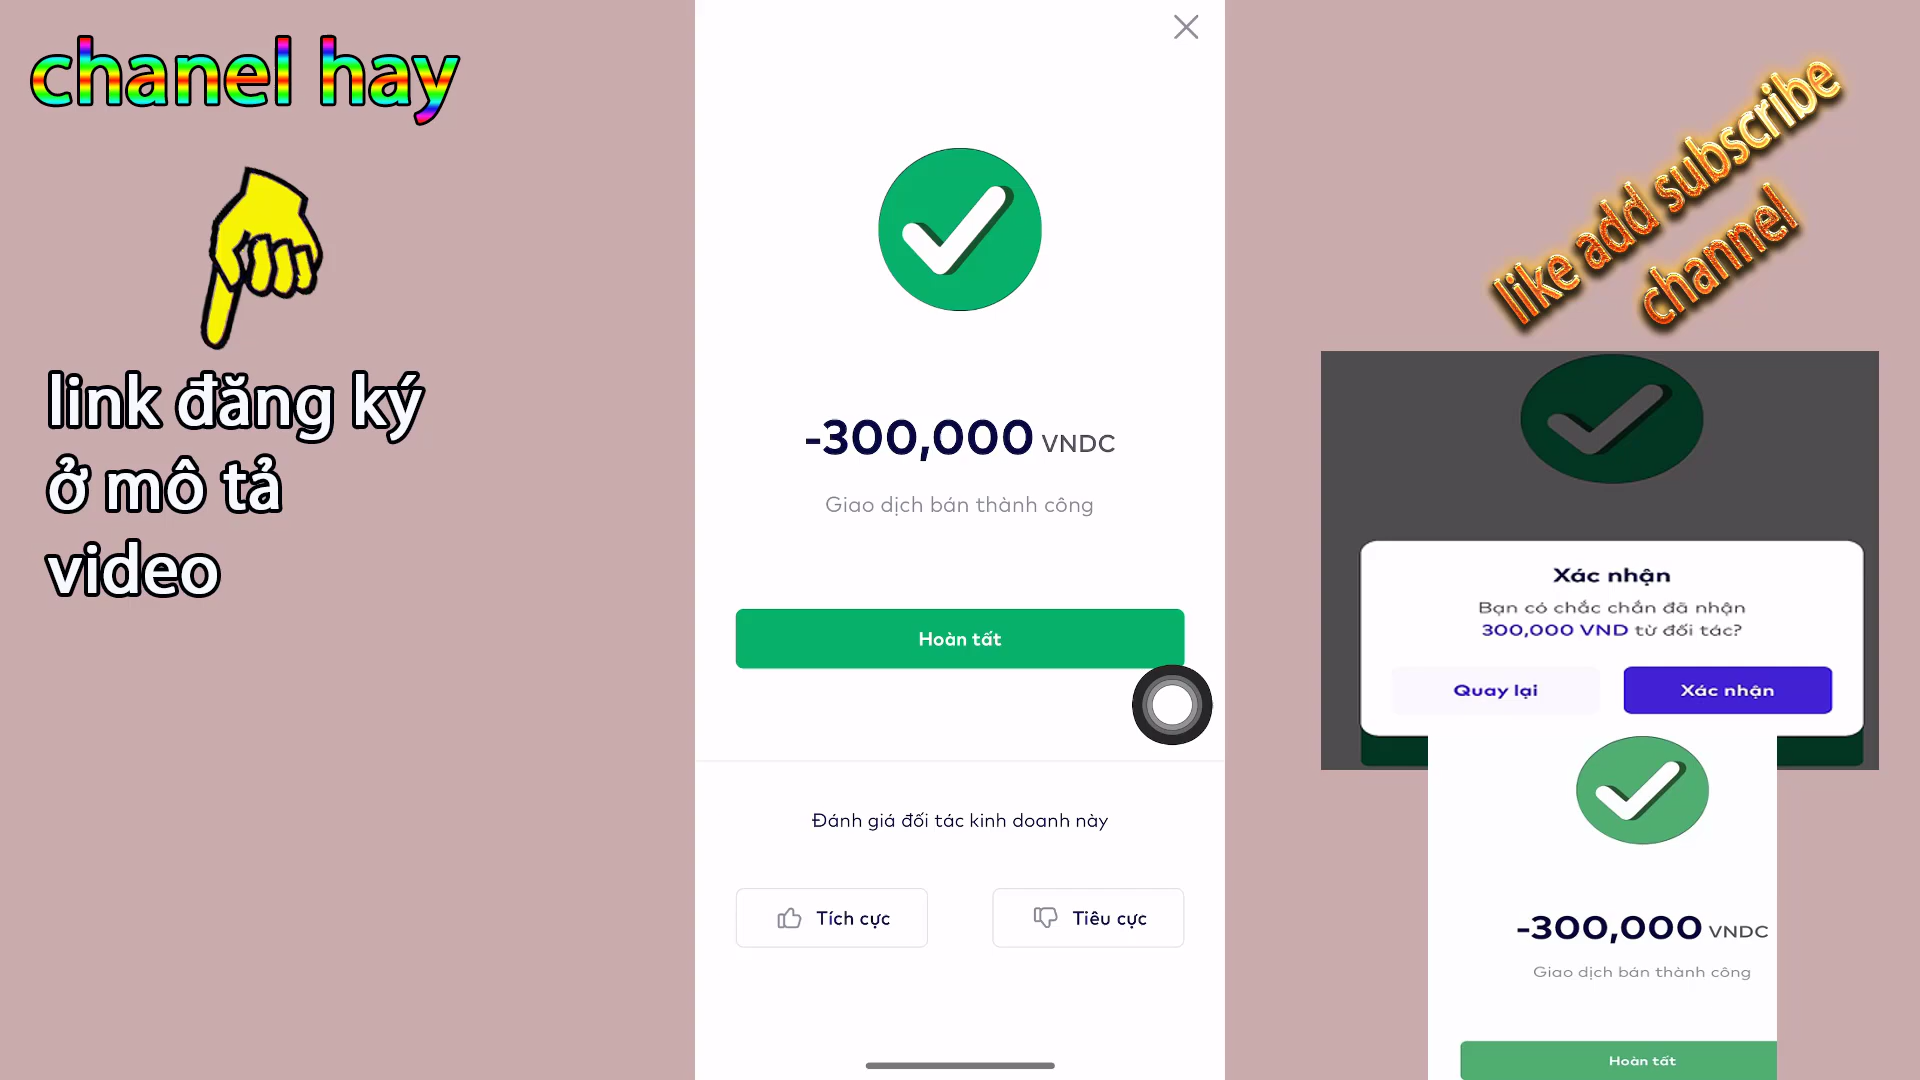 chanel hay
link đăng ký
ở mô tả
video
-300,000 VNDC
Giao dịch bán thành công
Hoàn tất
Đánh giá đối tác kinh doanh này
Tích cực
Tiêu cực
like add subscribe
channel
Xác nhận
Bạn có chắc chắn đã nhận
300,000 VND từ đối tác?
Quay lại
Xác nhận
-300,000 VNDC
Giao dịch bán thành công
Hoàn tất